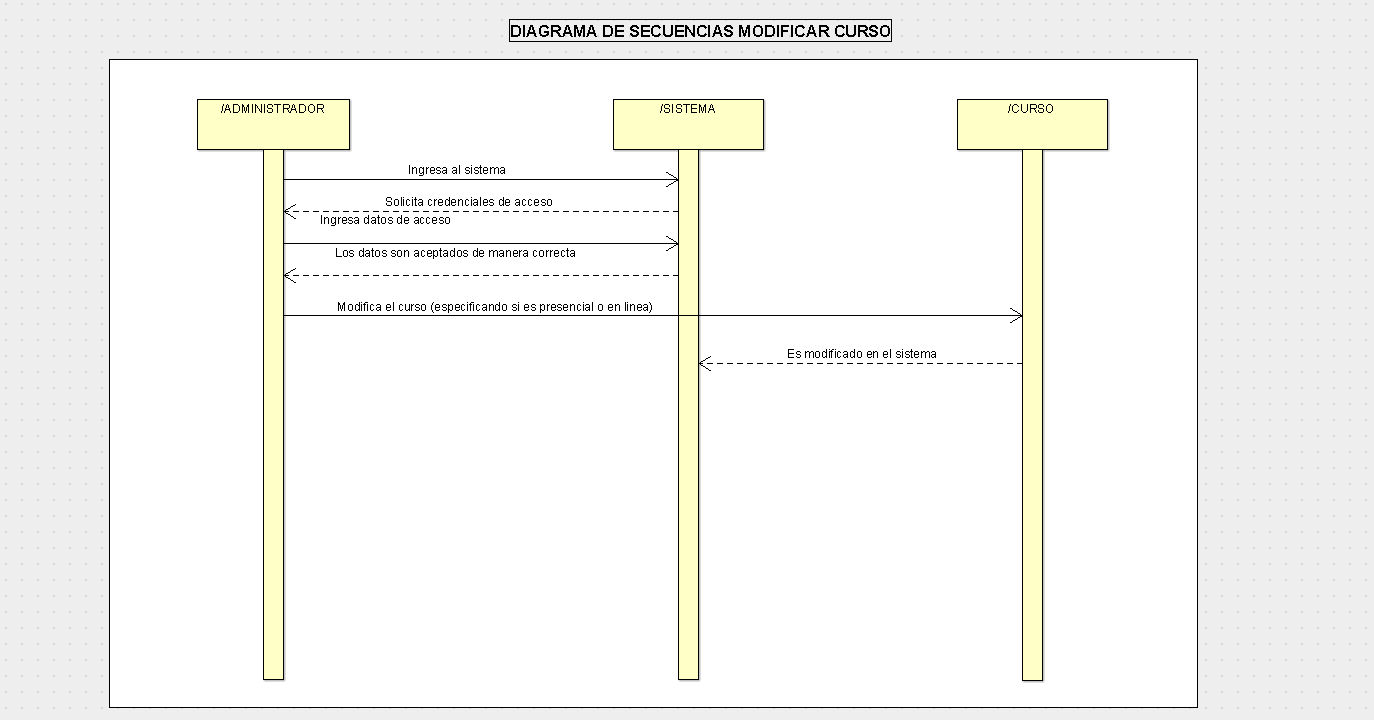 DIAGRAMA DE SECUENCIAS MODIFICAR CURSO
/ADMINISTRADOR
/SISTEMA
/CURSO
Ingresa al sistema
Solicita credenciales de acceso
Ingresa datos de acceso
Los datos son aceptados de manera correcta
Modifica el curso (especificando si es presencial o en linea)
Es modificado en el sistema